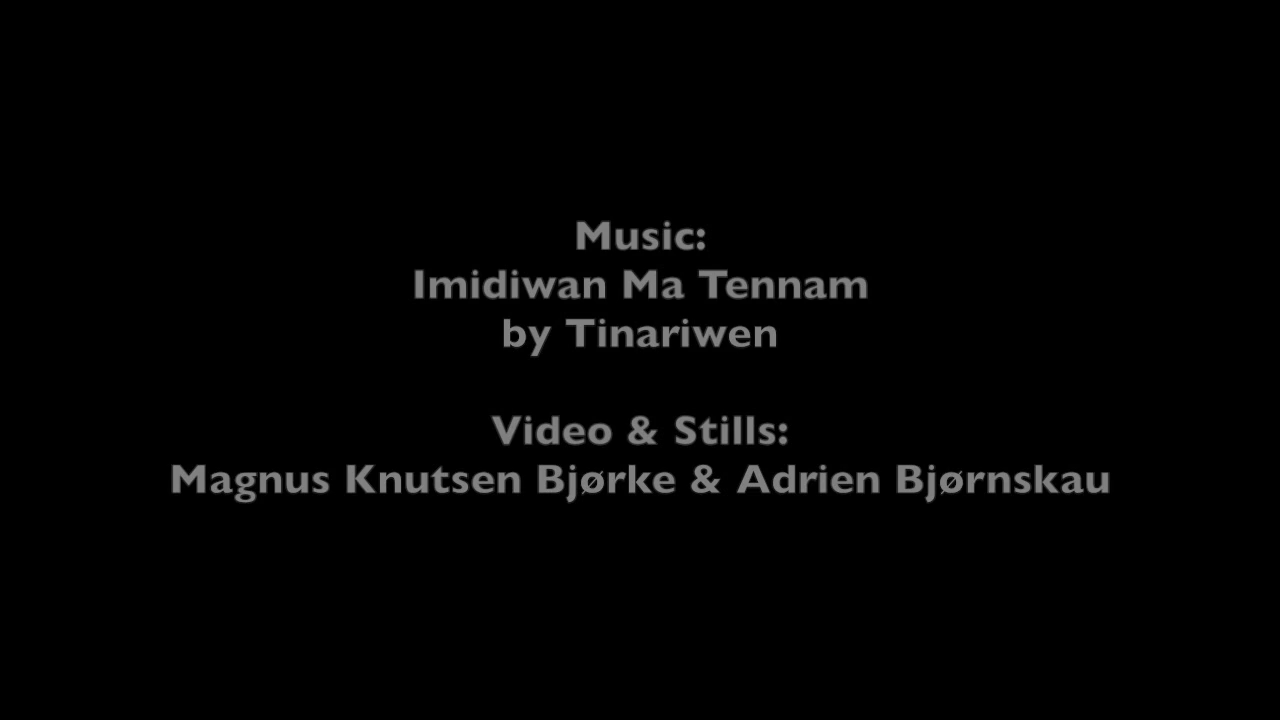 Music:
Imidiwan Ma Tennam
by Tinariwen
Video & Stills:
Magnus Knutsen Bjørke & Adrien Bjørnskau